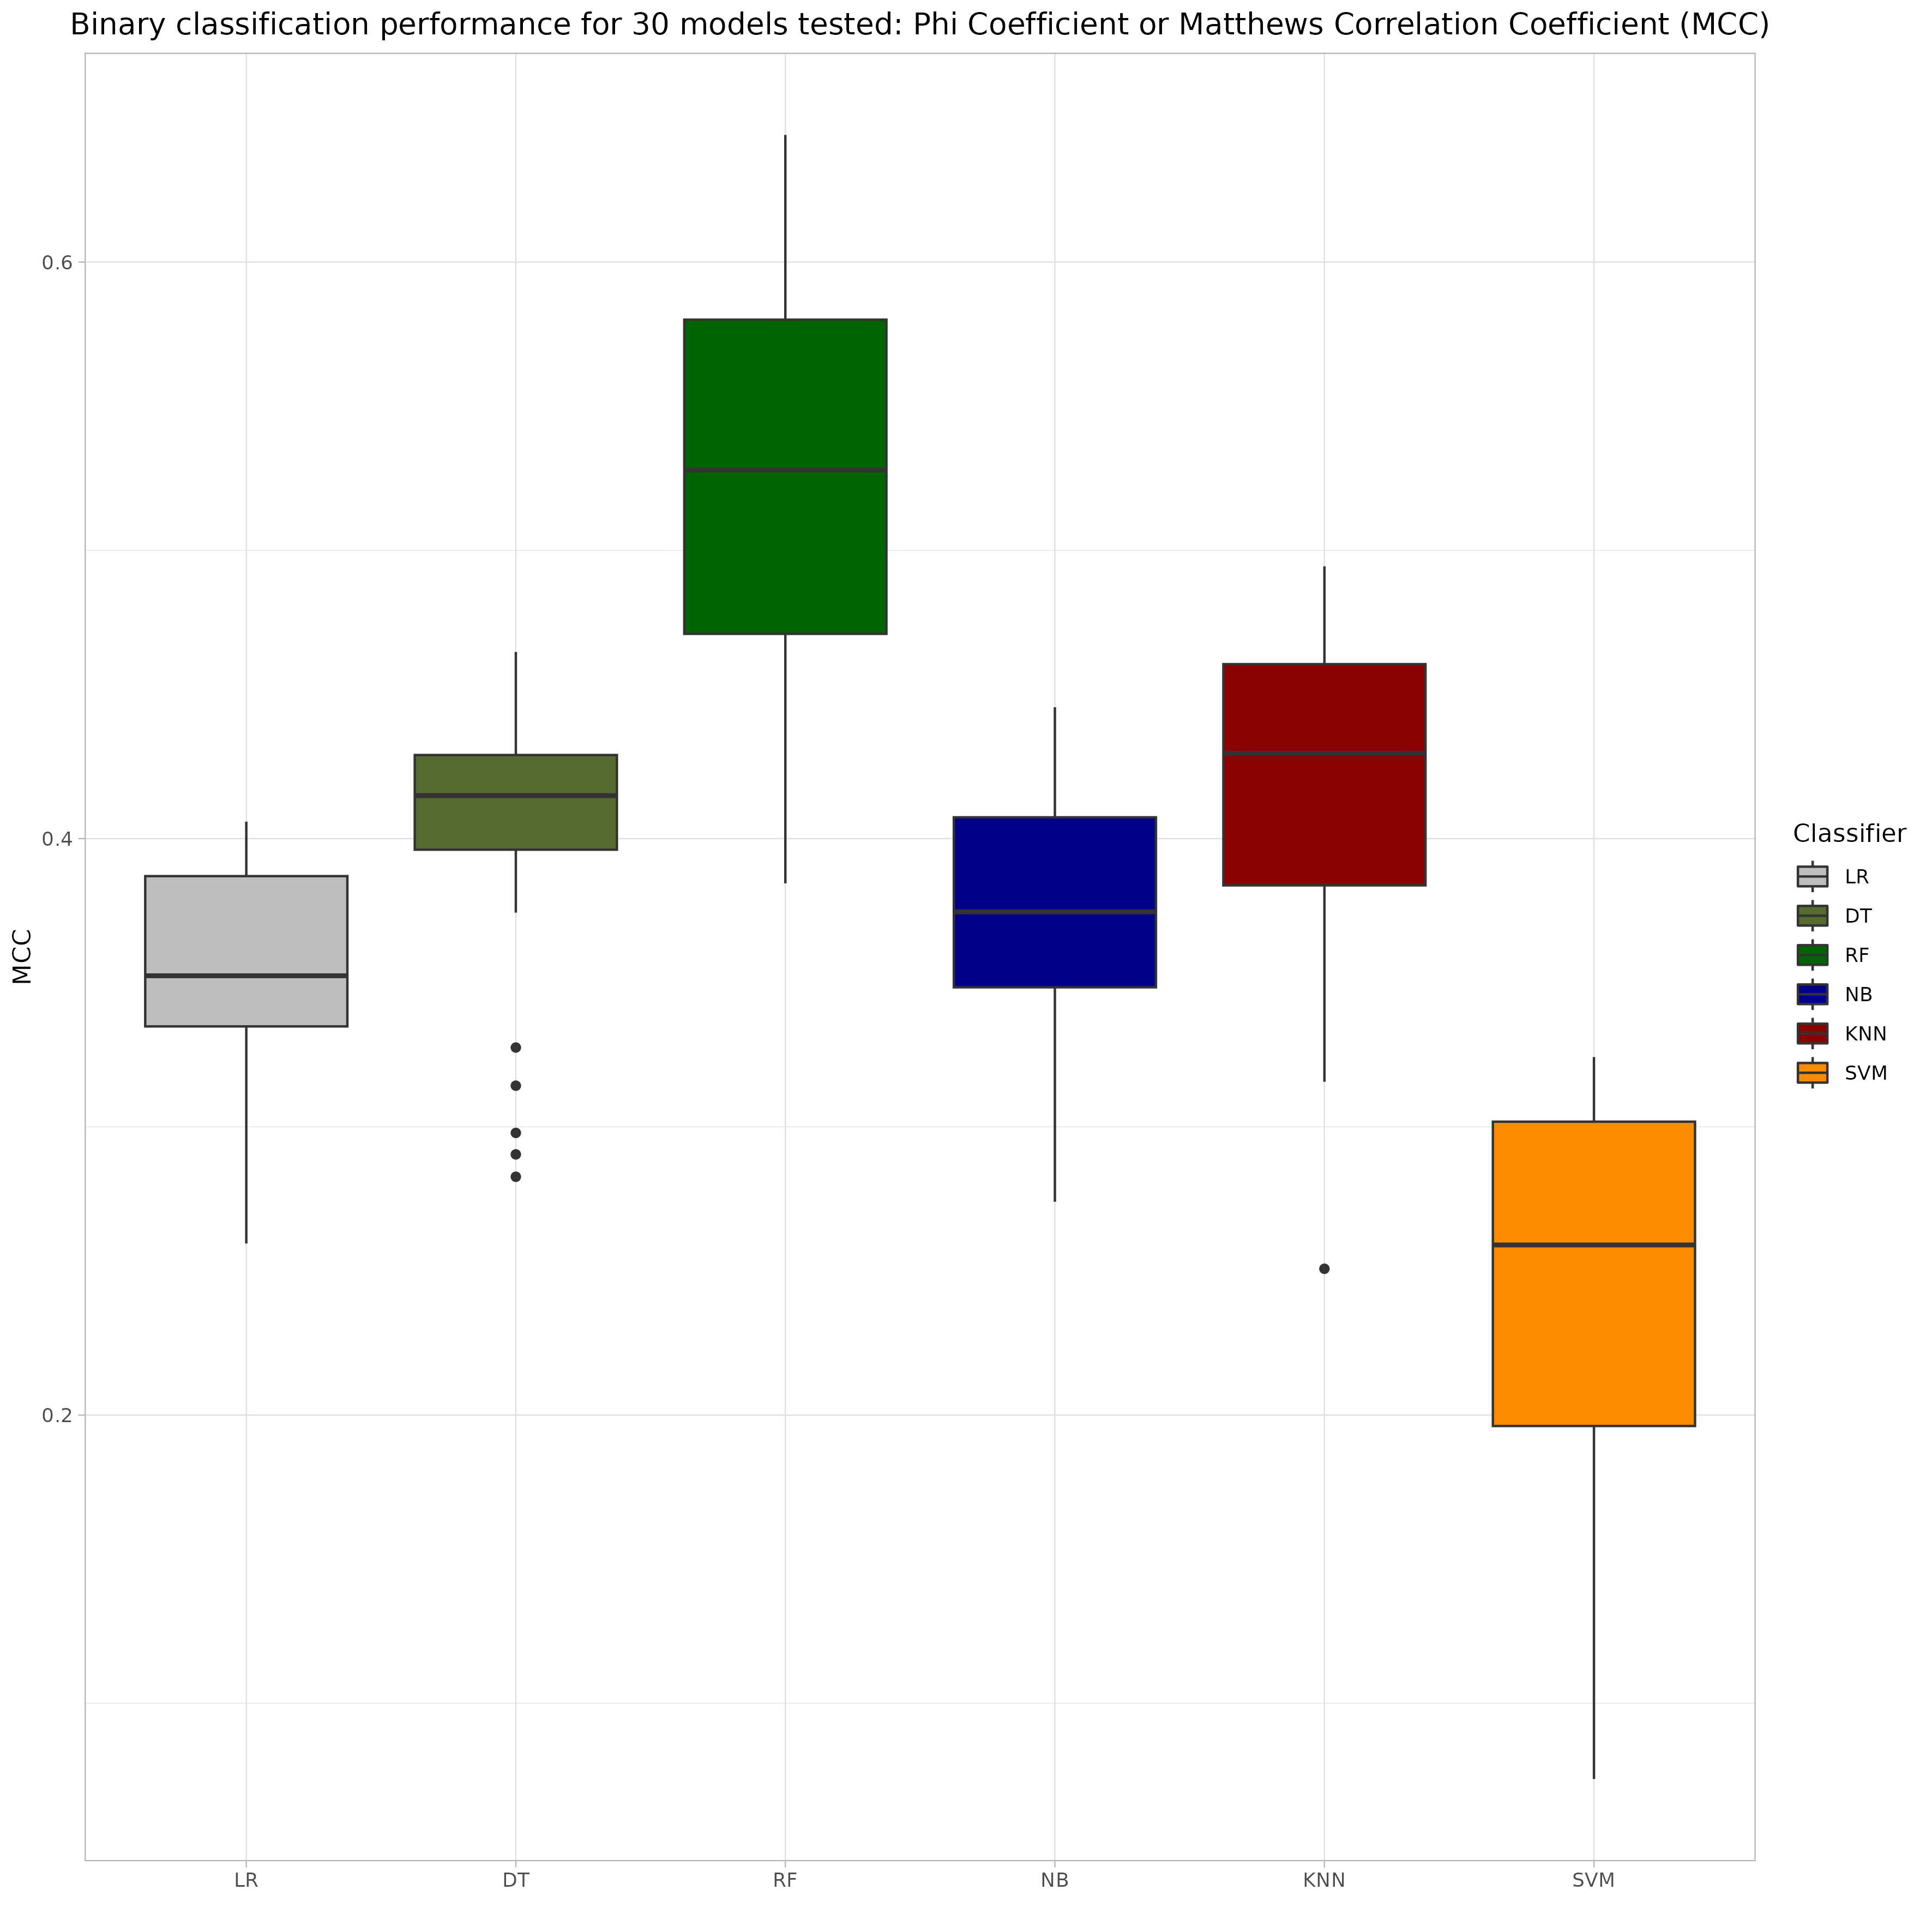 Binary classification performance for 30 models tested: Phi Coefficient or Matthews Correlation Coefficient (MCC)
0.6
0.4
0.2
MCC
LR
DT
RF
NB
KNN
SVM
Classifier
LR
DT
RF
NB
KNN
SVM